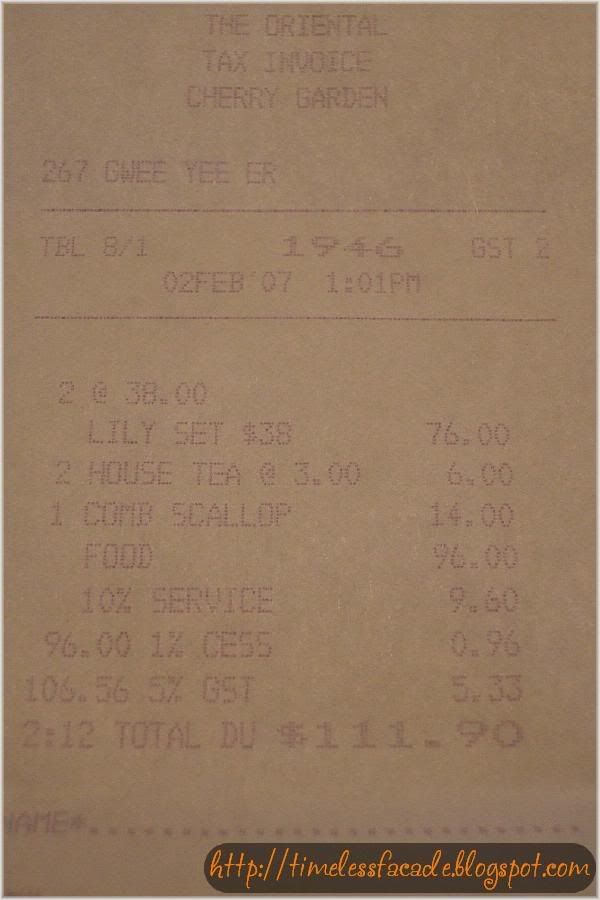 THE ORIENTAL
TAX INVOICE
CHERRY GARDEN
267 GWEE YEE ER
TBL 8/1 1946 GST 2
02FEB'07 1:01PM
2 @ 38.00
LILY SET $38 76.00
2 HOUSE TEA @ 3.00 6.00
1 COMB SCALLOP 14.00
FOOD 96.00
10% SERVICE 9.60
96.00 1% CESS 0.96
106.56 5% GST 5.33
2:12 TOTAL DU $111.90
NAME*..............................
http://timelessfacade.blogspot.com